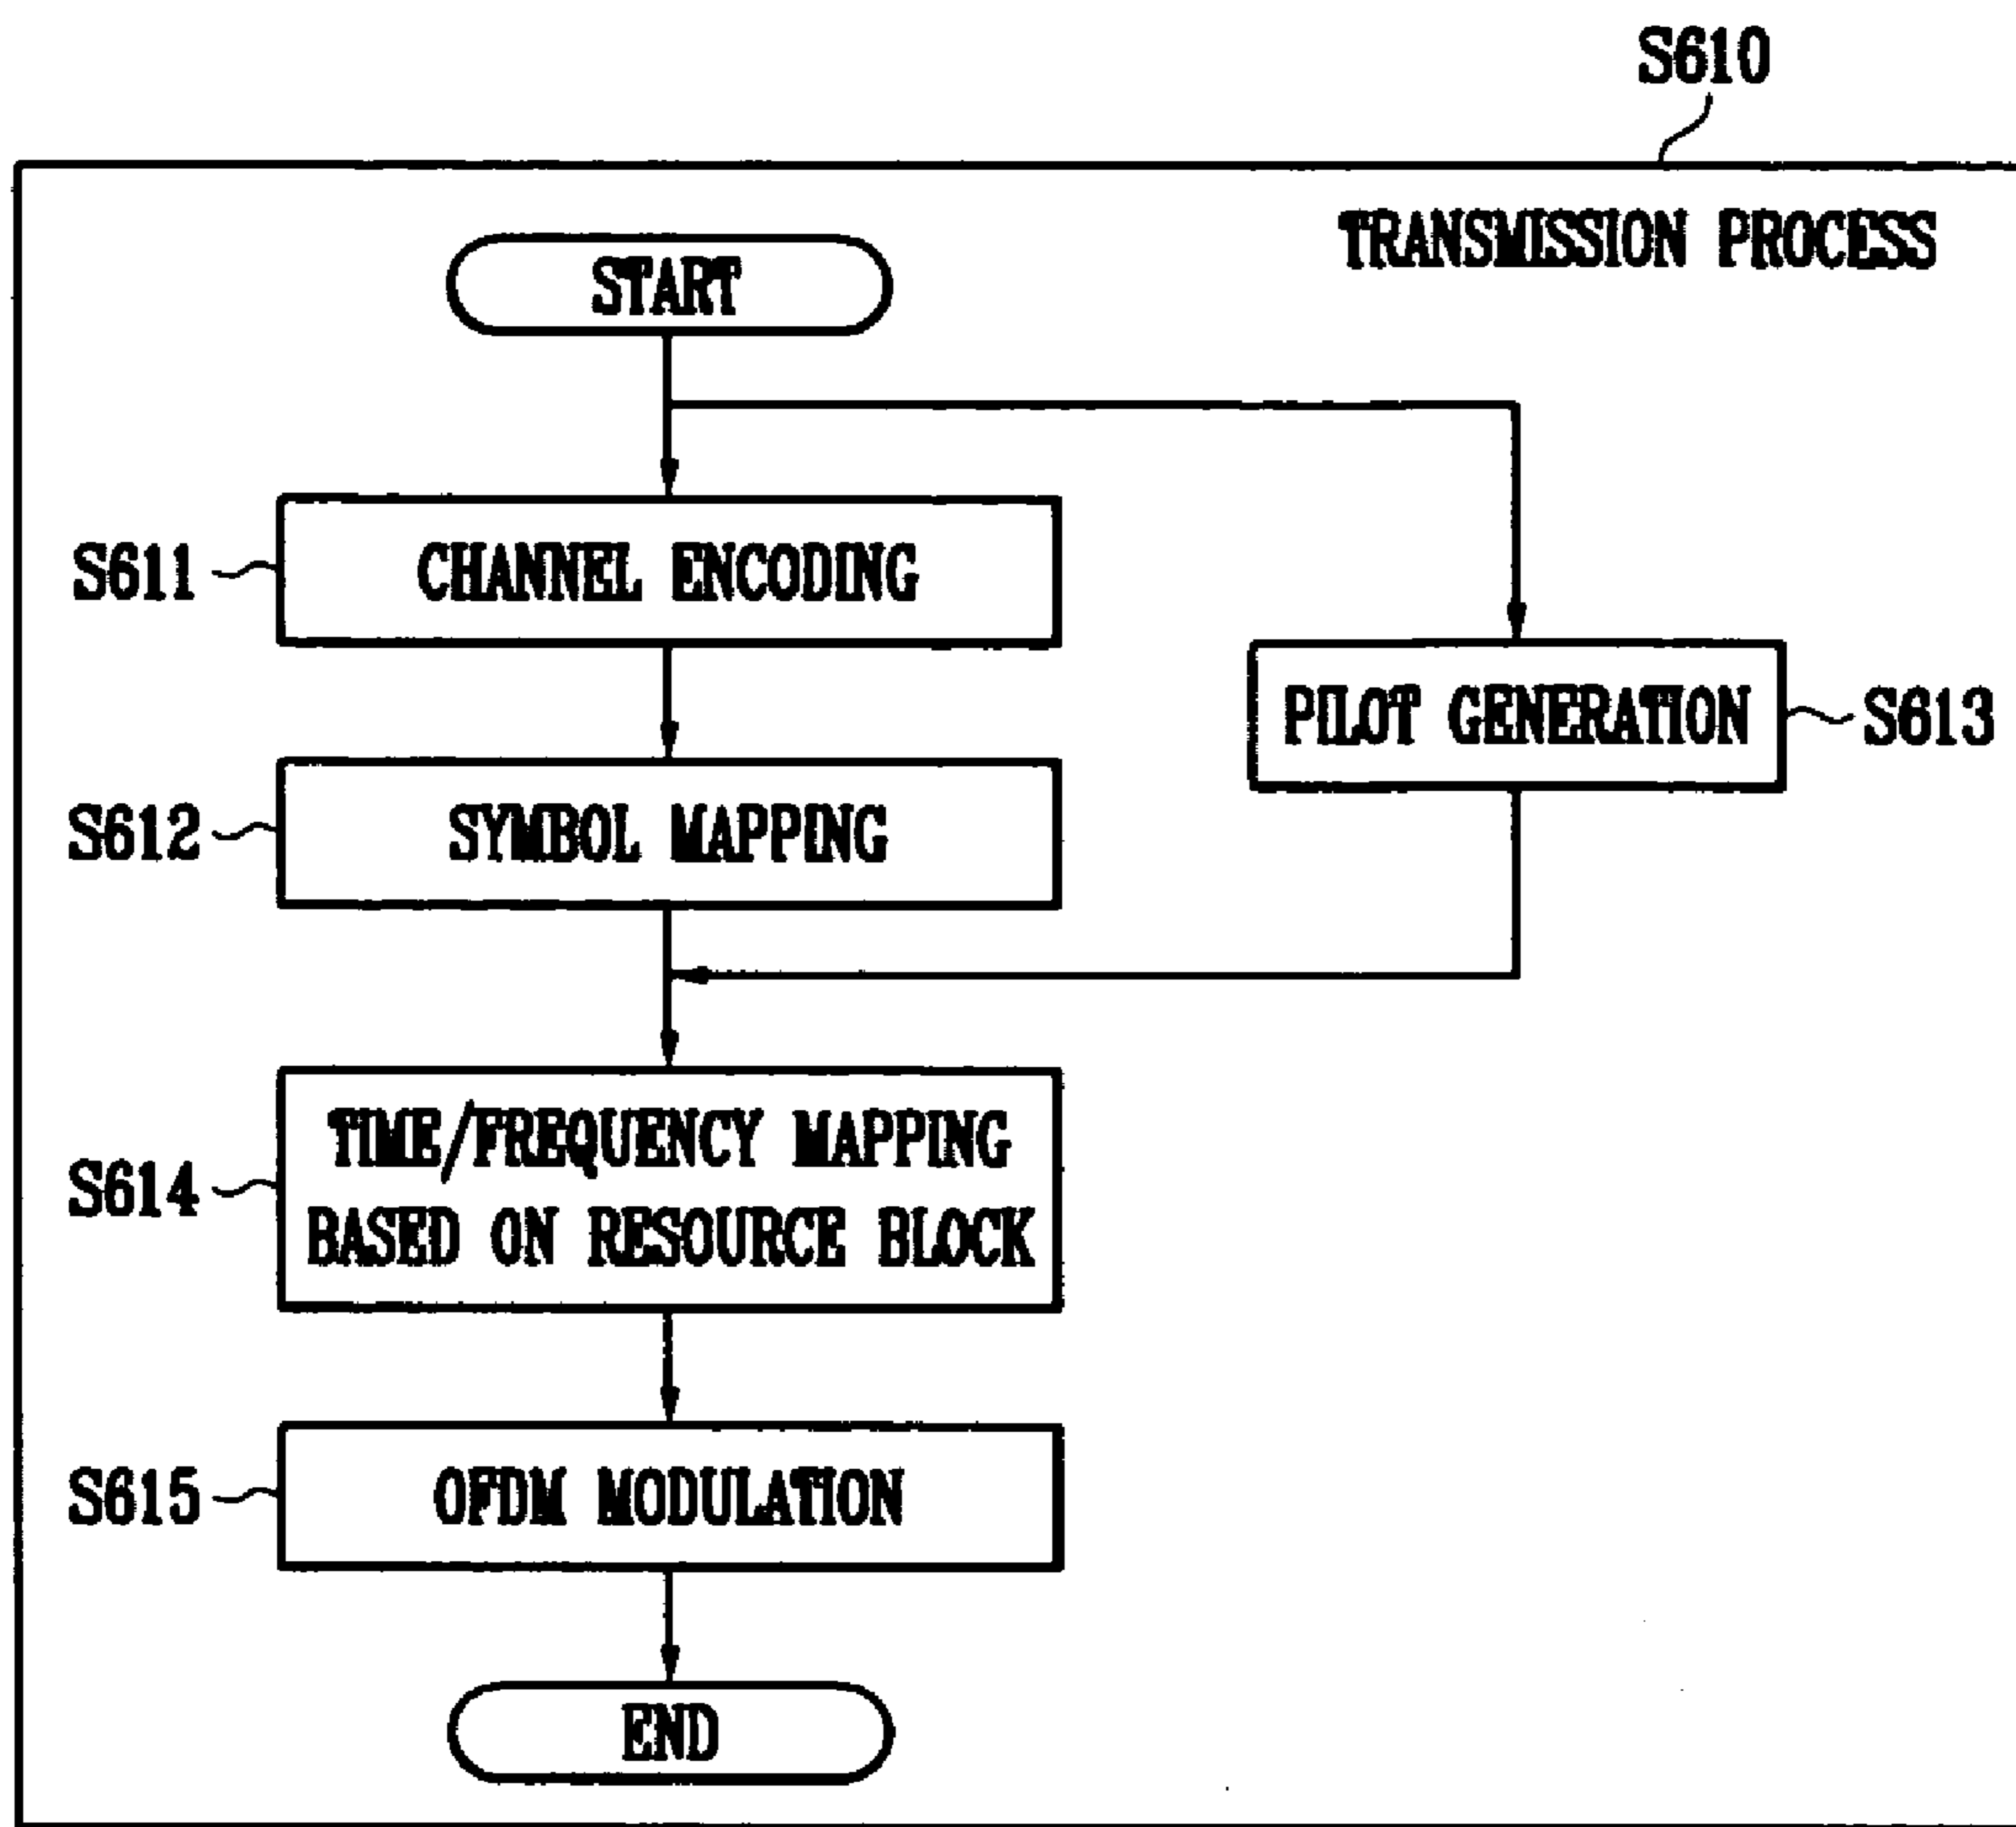 S610
TRANSMISSION PROCESS
START
S611
CHANNEL ENCODING
PILOT GENERATION
S613
S612
SYMBOL MAPPING
S614
TIME/FREQUENCY MAPPING
BASED ON RESOURCE BLOCK
S615
OFDM MODULATION
END